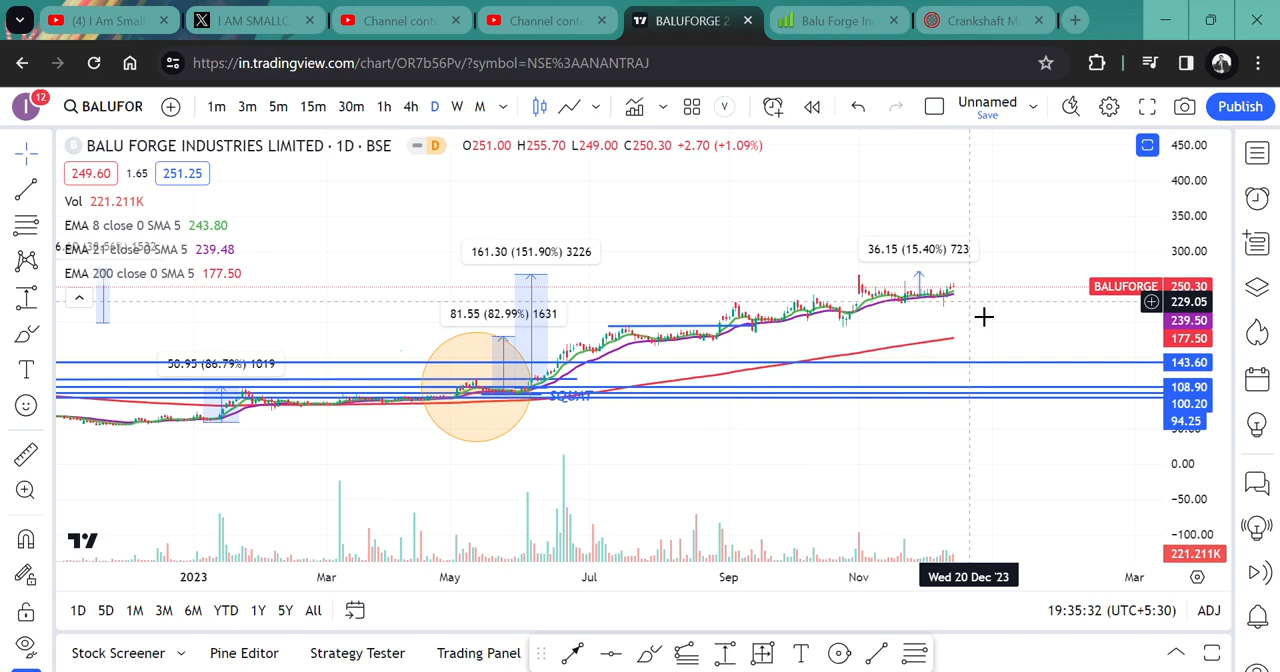 (4) I Am Small
I AM SMALLC
Channel conte
Channel conte
BALUFORGE 2
Balu Forge Ind
Crankshaft Ma
https://in.tradingview.com/chart/OR7b56Pv/?symbol=NSE%3AANANTRAJ
12
I
BALUFOR
1m 3m 5m 15m 30m 1h 4h D W M
V
Unnamed
Save
Publish
B BALU FORGE INDUSTRIES LIMITED · 1D · BSE
D
O251.00 H255.70 L249.00 C250.30 +2.70 (+1.09%)
249.60 1.65 251.25
Vol 221.211K
EMA 8 close 0 SMA 5 243.80
EMA 21 close 0 SMA 5 239.48
EMA 200 close 0 SMA 5 177.50
161.30 (151.90%) 3226
36.15 (15.40%) 723
81.55 (82.99%) 1631
50.95 (86.79%) 1019
SQUAT
450.00
400.00
350.00
300.00
BALUFORGE 250.30
229.05
239.50
177.50
143.60
108.90
100.20
94.25
0.00
-50.00
-100.00
221.211K
2023 Mar May Jul Sep Nov Wed 20 Dec '23 Mar
1D 5D 1M 3M 6M YTD 1Y 5Y All
19:35:32 (UTC+5:30) ADJ
Stock Screener Pine Editor Strategy Tester Trading Panel